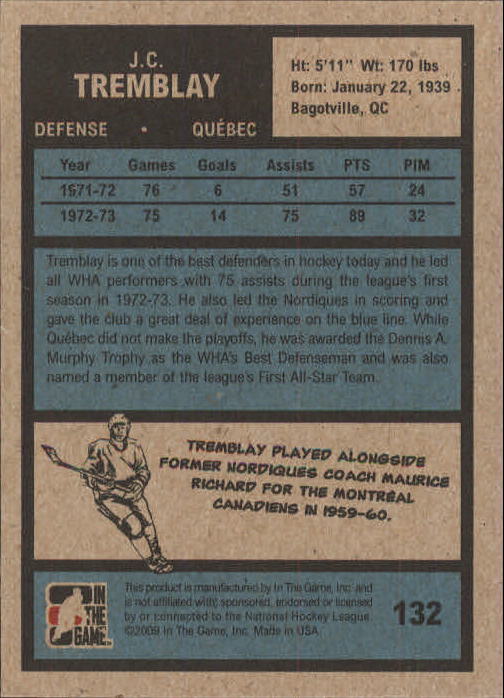 J.C.
TREMBLAY
DEFENSE • QUÉBEC
Ht: 5'11" Wt: 170 lbs
Born: January 22, 1939
Bagotville, QC
Year Games Goals Assists PTS PIM
1971-72 76 6 51 57 24
1972-73 75 14 75 89 32
Tremblay is one of the best defenders in hockey today and he led
all WHA performers with 75 assists during the league's first
season in 1972-73. He also led the Nordiques in scoring and
gave the club a great deal of experience on the blue line. While
Québec did not make the playoffs, he was awarded the Dennis A.
Murphy Trophy as the WHA's Best Defenseman and was also
named a member of the league's First All-Star Team.
TREMBLAY PLAYED ALONGSIDE
FORMER NORDIQUES COACH MAURICE
RICHARD FOR THE MONTRÉAL
CANADIENS IN 1959-60.
IN
THE
GAME
This product is manufactured by In The Game, Inc. and
is not affiliated with, sponsored, endorsed or licensed
by or connected to the National Hockey League.
©2009 In The Game, Inc. Made in USA
132